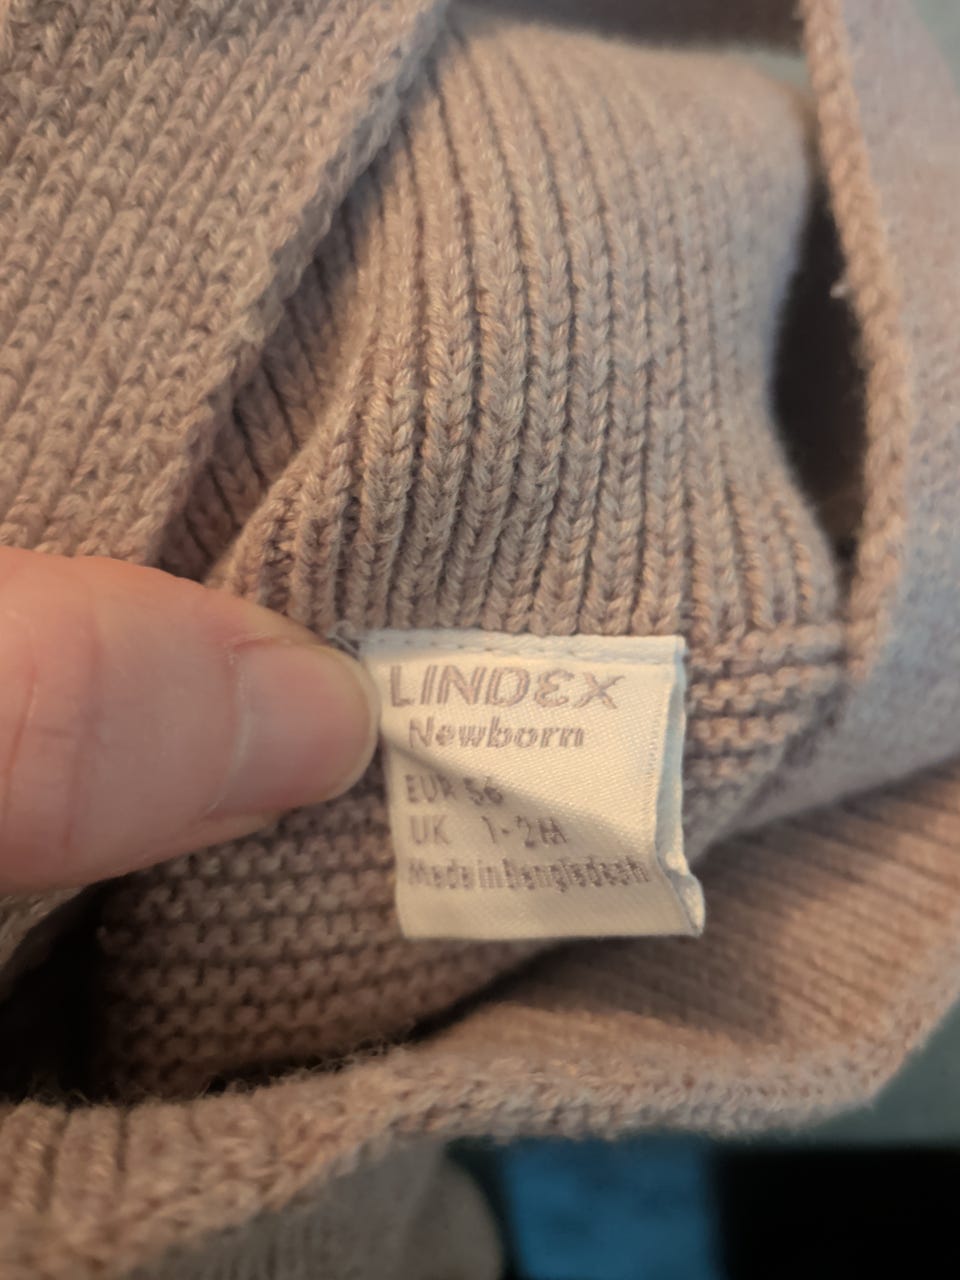 LINDEX
Newborn
EUR 56
UK 1-2M
Made in Bangladesh